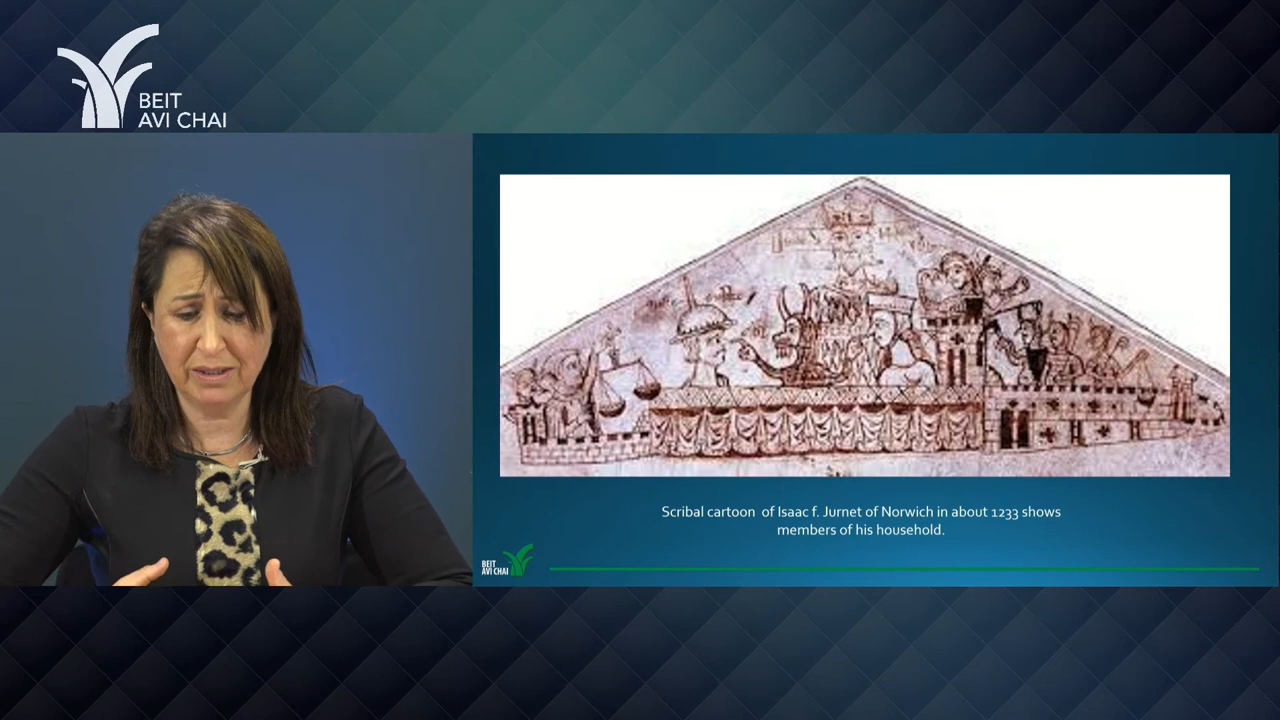 BEIT
AVI CHAI
Scribal cartoon of Isaac f. Jurnet of Norwich in about 1233 shows
members of his household.
BEIT
AVI CHAI